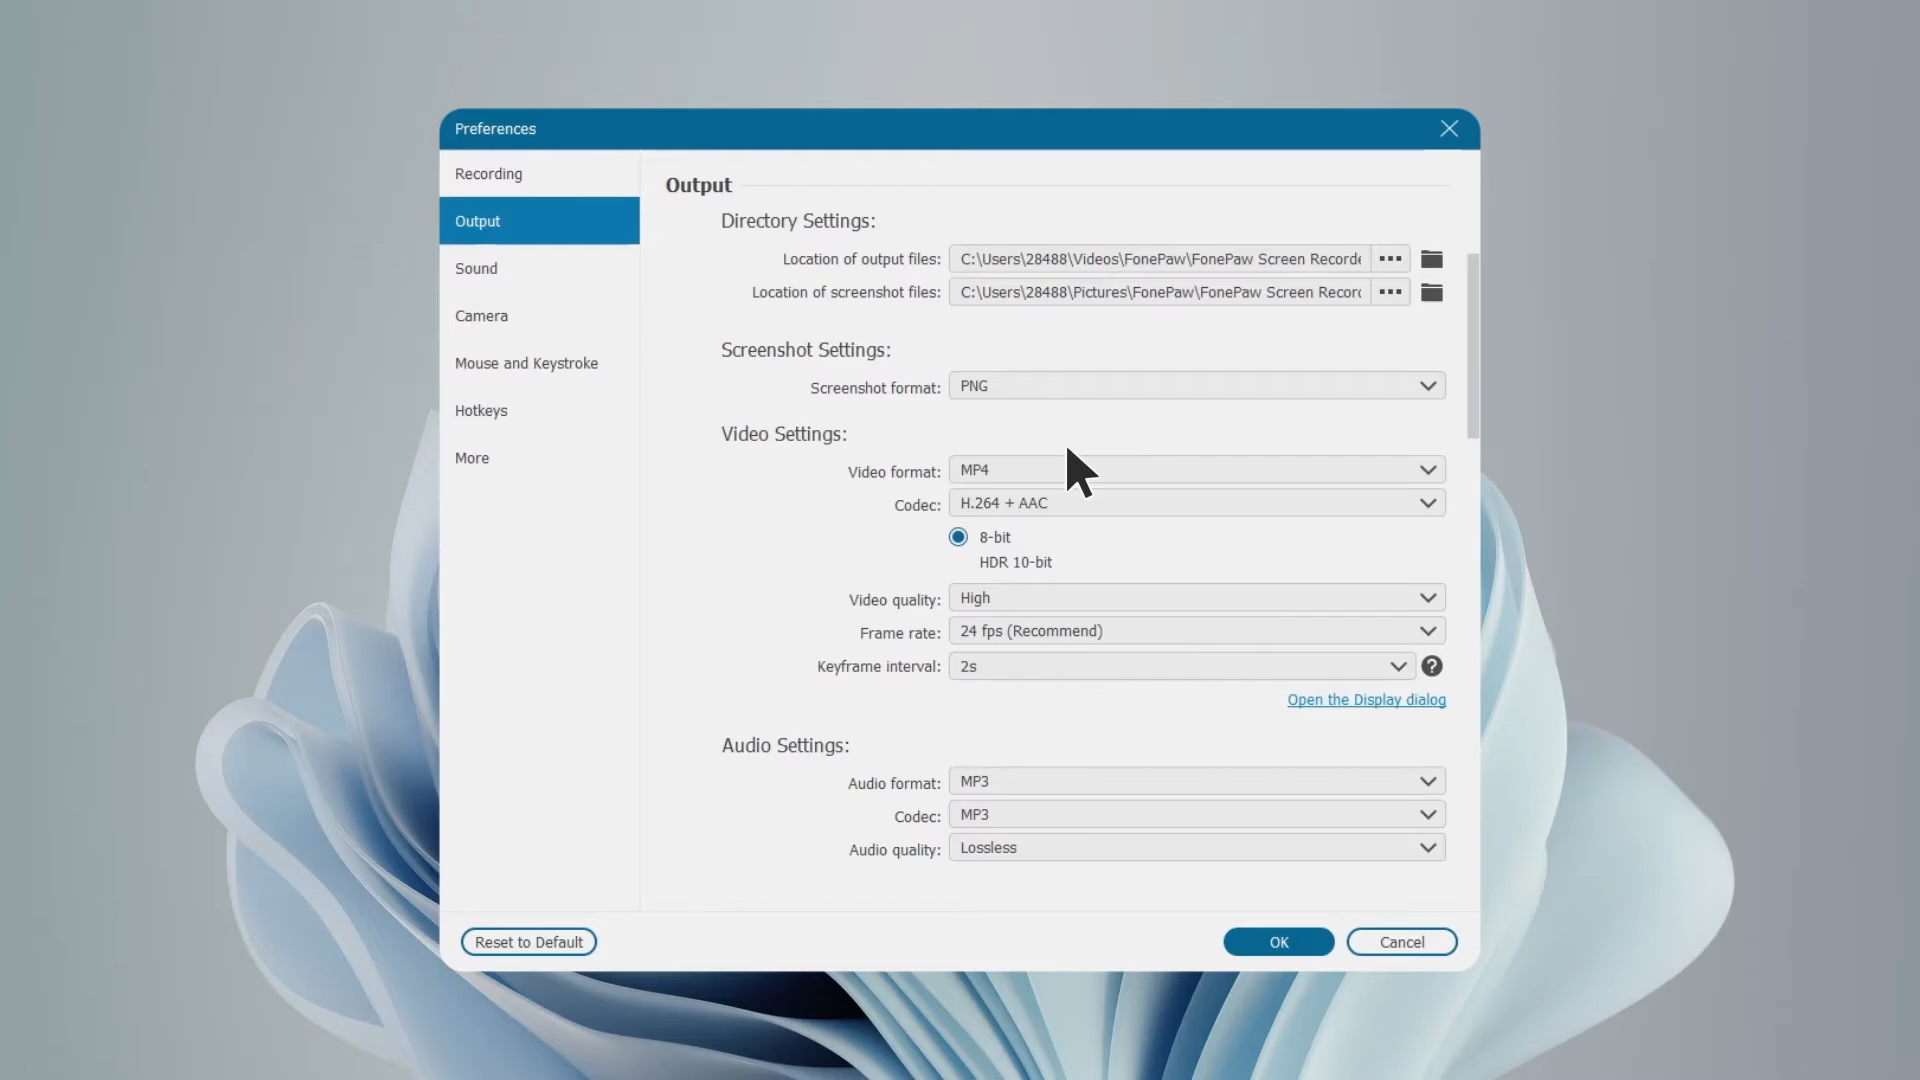 Preferences
Recording
Output
Sound
Camera
Mouse and Keystroke
Hotkeys
More
Output
Directory Settings:
Location of output files: C:\Users\28488\Videos\FonePaw\FonePaw Screen Recorde
Location of screenshot files: C:\Users\28488\Pictures\FonePaw\FonePaw Screen Recor
Screenshot Settings:
Screenshot format: PNG
Video Settings:
Video format: MP4
Codec: H.264 + AAC
8-bit
HDR 10-bit
Video quality: High
Frame rate: 24 fps (Recommend)
Keyframe interval: 2s
Open the Display dialog
Audio Settings:
Audio format: MP3
Codec: MP3
Audio quality: Lossless
Reset to Default
OK
Cancel